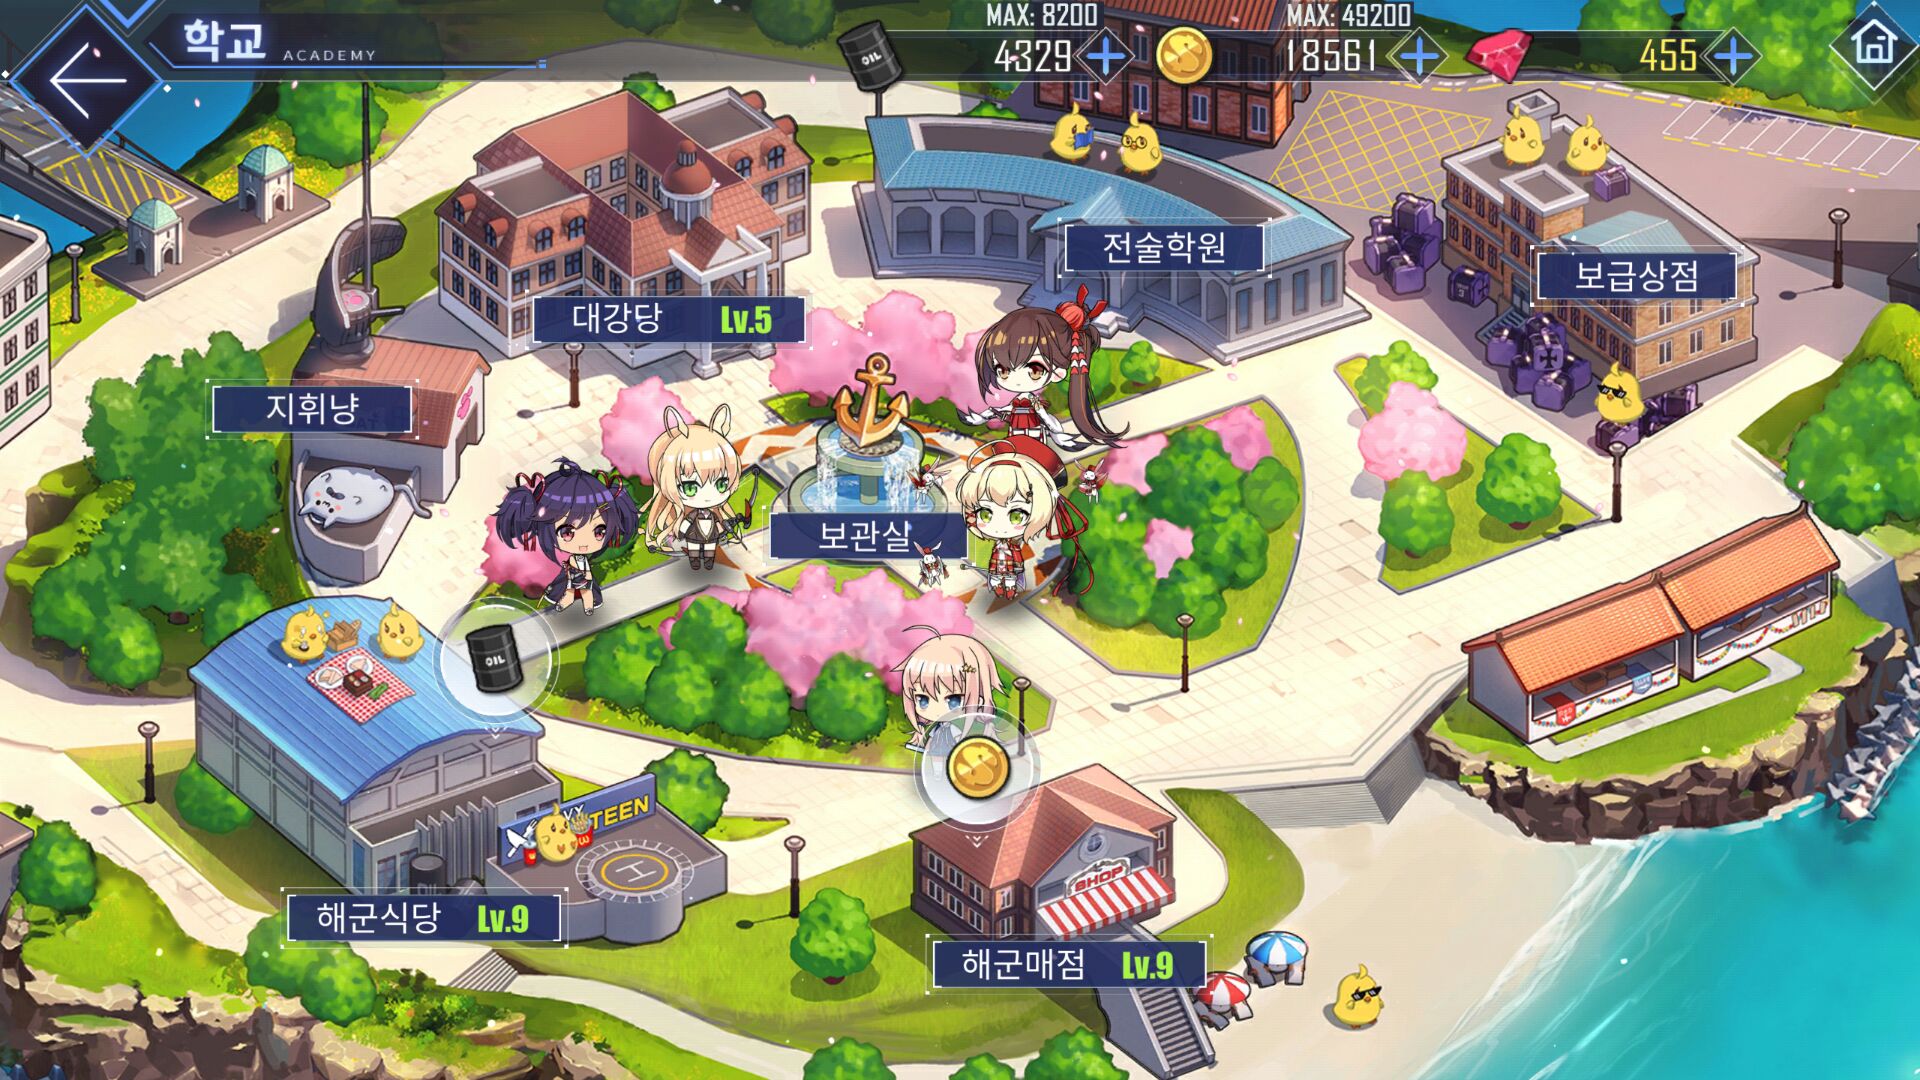 학교 ACADEMY
MAX: 8200
4329
MAX: 49200
18561
455
OIL
전술학원
보급상점
대강당 Lv.5
지휘냥
보관실
OIL
TEEN
SHOP
해군식당 Lv.9
해군매점 Lv.9